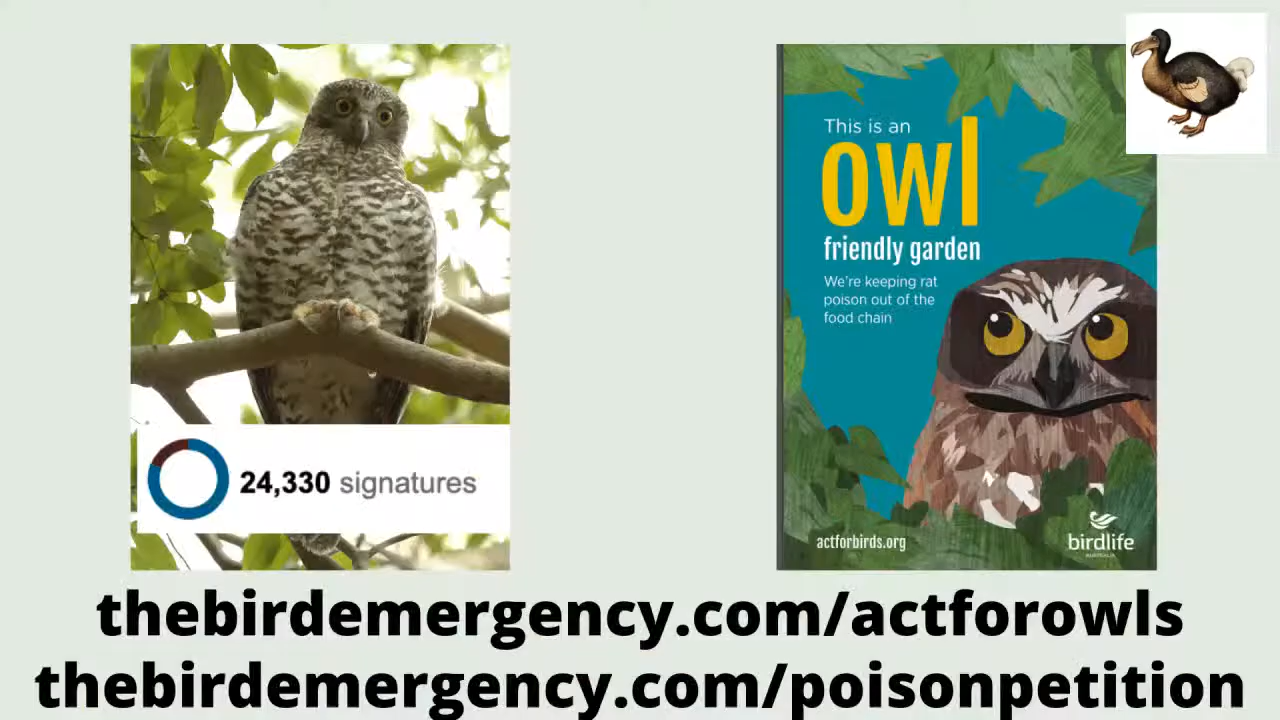 24,330 signatures
This is an
owl
friendly garden
We're keeping rat
poison out of the
food chain
actforbirds.org
birdlife
AUSTRALIA
thebirdemergency.com/actforowls
thebirdemergency.com/poisonpetition